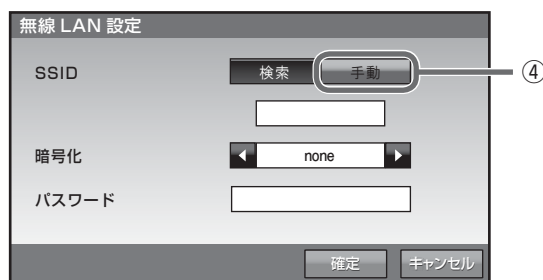 無線 LAN 設定
SSID 検索 手動 ④
暗号化 none
パスワード
確定 キャンセル